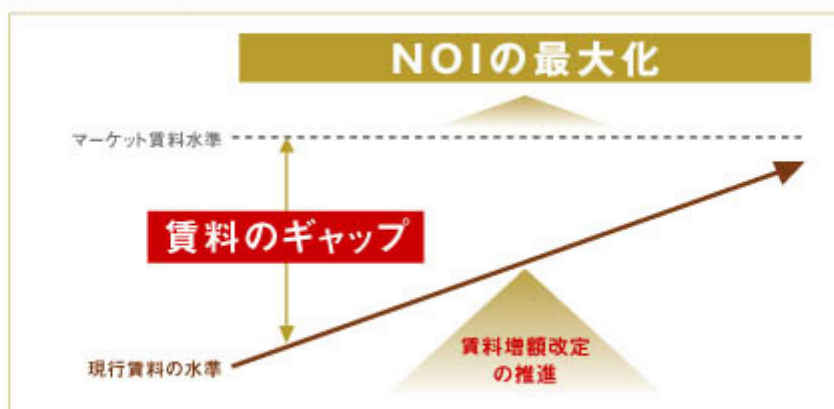 NOIの最大化
マーケット賃料水準
賃料のギャップ
賃料増額改定
の推進
現行賃料の水準